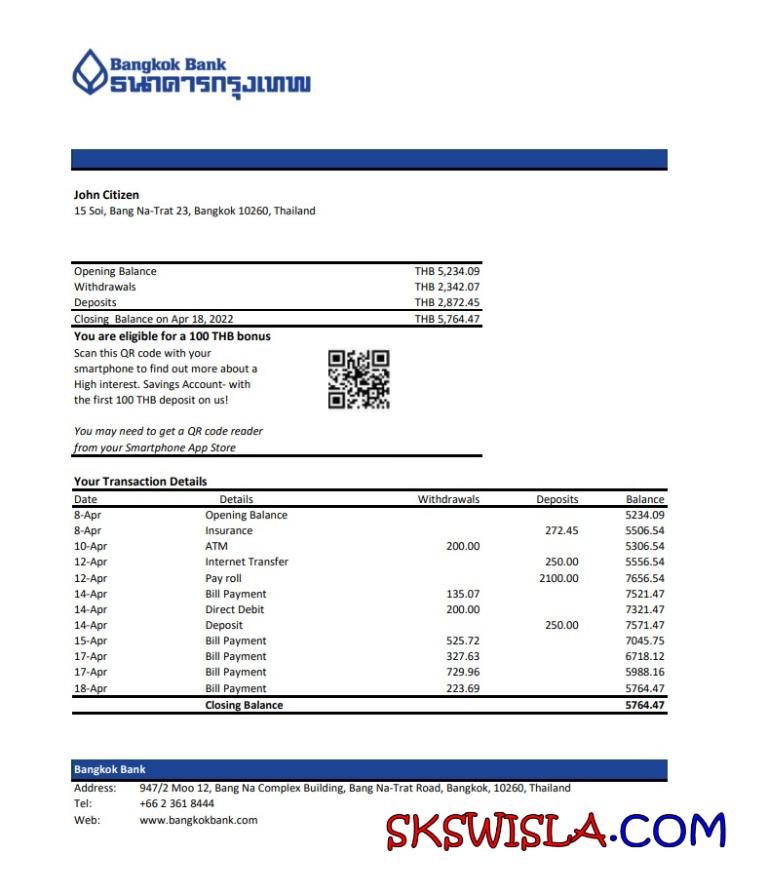 Bangkok Bank
ธนาคารกรุงเทพ
John Citizen
15 Soi, Bang Na-Trat 23, Bangkok 10260, Thailand
Opening Balance THB 5,234.09
Withdrawals THB 2,342.07
Deposits THB 2,872.45
Closing Balance on Apr 18, 2022 THB 5,764.47
You are eligible for a 100 THB bonus
Scan this QR code with your
smartphone to find out more about a
High interest. Savings Account- with
the first 100 THB deposit on us!
You may need to get a QR code reader
from your Smartphone App Store
Your Transaction Details
Date Details Withdrawals Deposits Balance
8-Apr Opening Balance 5234.09
8-Apr Insurance 272.45 5506.54
10-Apr ATM 200.00 5306.54
12-Apr Internet Transfer 250.00 5556.54
12-Apr Pay roll 2100.00 7656.54
14-Apr Bill Payment 135.07 7521.47
14-Apr Direct Debit 200.00 7321.47
14-Apr Deposit 250.00 7571.47
15-Apr Bill Payment 525.72 7045.75
17-Apr Bill Payment 327.63 6718.12
17-Apr Bill Payment 729.96 5988.16
18-Apr Bill Payment 223.69 5764.47
Closing Balance 5764.47
Bangkok Bank
Address: 947/2 Moo 12, Bang Na Complex Building, Bang Na-Trat Road, Bangkok, 10260, Thailand
Tel: +66 2 361 8444
Web: www.bangkokbank.com
SKSWISLA.COM